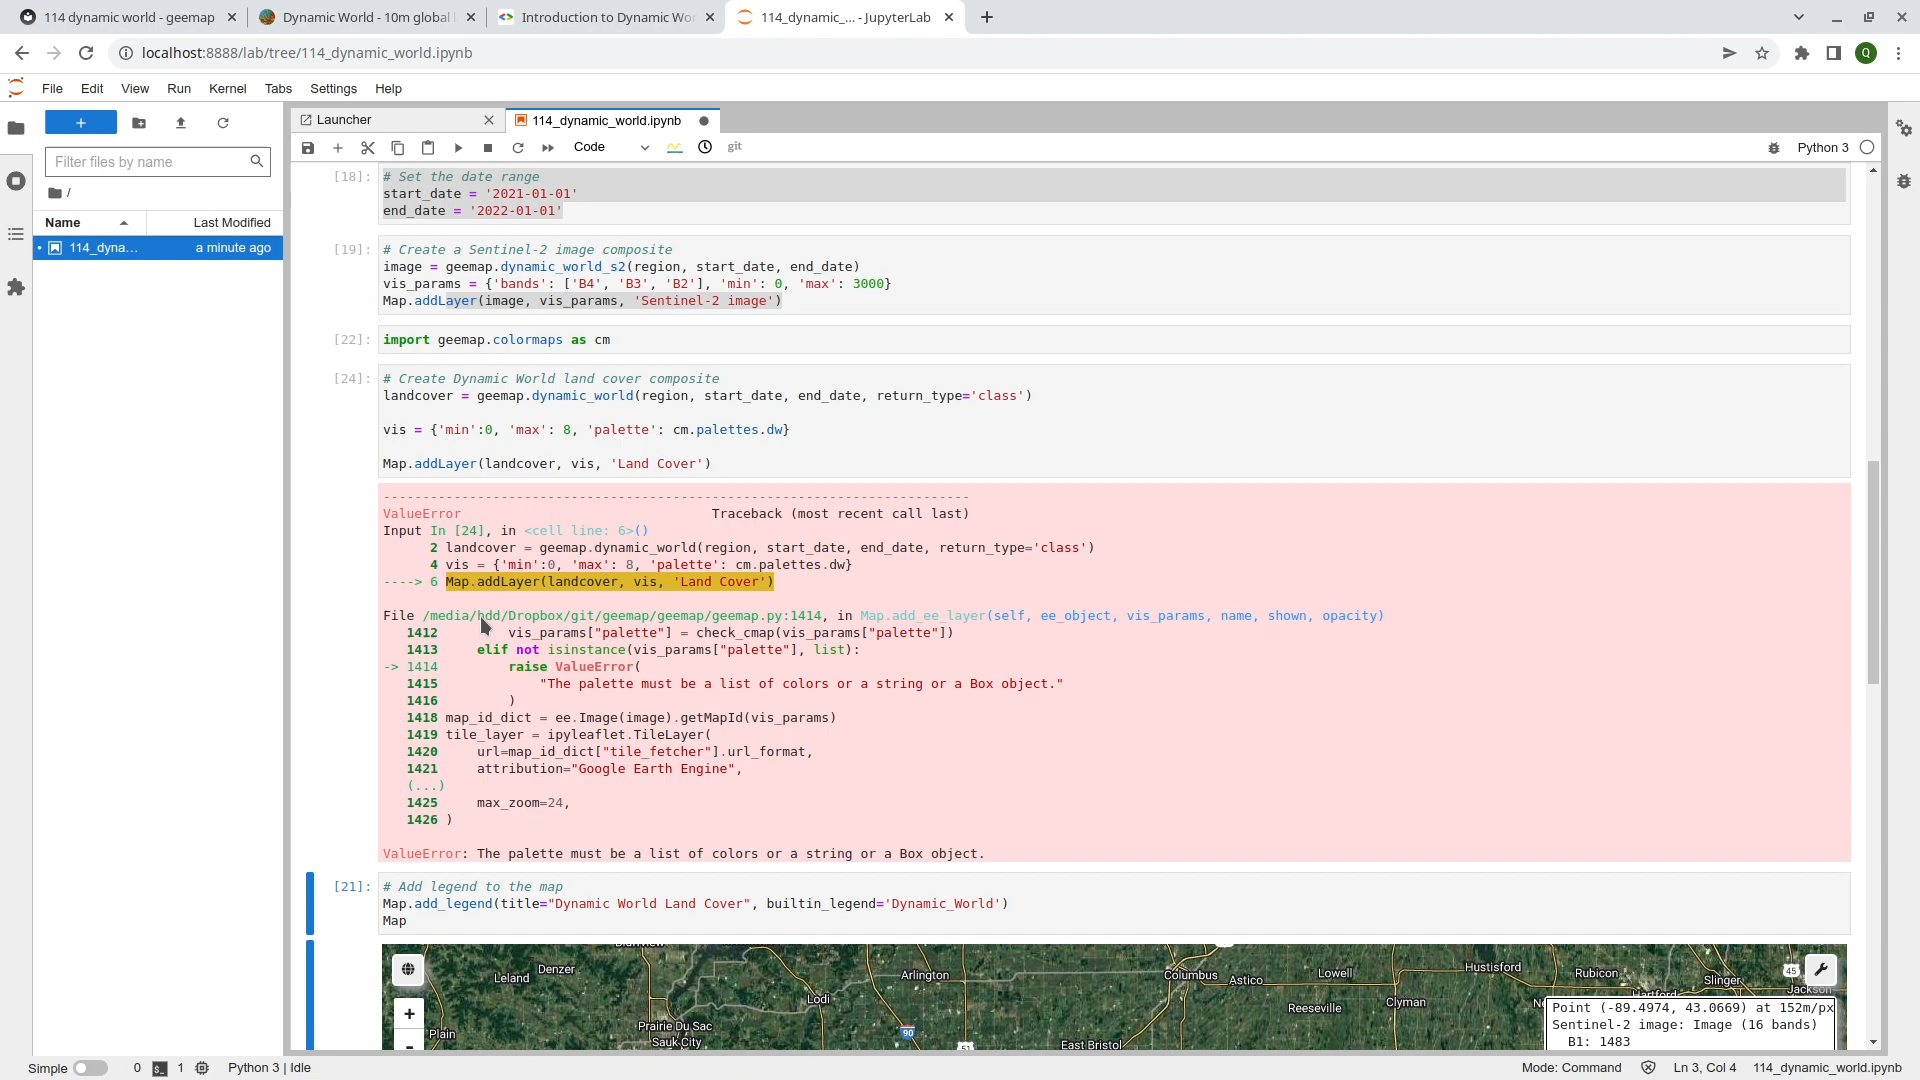 114 dynamic world - geemap
Dynamic World - 10m global
Introduction to Dynamic Wor
114_dynamic_... - JupyterLab
localhost:8888/lab/tree/114_dynamic_world.ipynb
Q
File Edit View Run Kernel Tabs Settings Help
Launcher
114_dynamic_world.ipynb
Filter files by name
Code
git
Python 3
/
Name
Last Modified
114_dyna...
a minute ago
[18]:
# Set the date range
start_date = '2021-01-01'
end_date = '2022-01-01'
[19]:
# Create a Sentinel-2 image composite
image = geemap.dynamic_world_s2(region, start_date, end_date)
vis_params = {'bands': ['B4', 'B3', 'B2'], 'min': 0, 'max': 3000}
Map.addLayer(image, vis_params, 'Sentinel-2 image')
[22]:
import geemap.colormaps as cm
[24]:
# Create Dynamic World land cover composite
landcover = geemap.dynamic_world(region, start_date, end_date, return_type='class')
vis = {'min':0, 'max': 8, 'palette': cm.palettes.dw}
Map.addLayer(landcover, vis, 'Land Cover')
---------------------------------------------------------------------------
ValueError                                Traceback (most recent call last)
Input In [24], in <cell line: 6>()
2 landcover = geemap.dynamic_world(region, start_date, end_date, return_type='class')
4 vis = {'min':0, 'max': 8, 'palette': cm.palettes.dw}
----> 6 Map.addLayer(landcover, vis, 'Land Cover')
File /media/hdd/Dropbox/git/geemap/geemap/geemap.py:1414, in Map.add_ee_layer(self, ee_object, vis_params, name, shown, opacity)
1412         vis_params["palette"] = check_cmap(vis_params["palette"])
1413     elif not isinstance(vis_params["palette"], list):
-> 1414         raise ValueError(
1415             "The palette must be a list of colors or a string or a Box object."
1416         )
1418 map_id_dict = ee.Image(image).getMapId(vis_params)
1419 tile_layer = ipyleaflet.TileLayer(
1420     url=map_id_dict["tile_fetcher"].url_format,
1421     attribution="Google Earth Engine",
(...)
1425     max_zoom=24,
1426 )
ValueError: The palette must be a list of colors or a string or a Box object.
[21]:
# Add legend to the map
Map.add_legend(title="Dynamic World Land Cover", builtin_legend='Dynamic_World')
Map
Leland
Denzer
Arlington
Columbus
Astico
Lowell
Hustisford
Rubicon
Slinger
45
Jackson
Lodi
Reeseville
Clyman
Hartford
Plain
Prairie Du Sac
Sauk City
90
51
East Bristol
+
-
Point (-89.4974, 43.0669) at 152m/px
Sentinel-2 image: Image (16 bands)
B1: 1483
Simple
0
1
Python 3 | Idle
Mode: Command
Ln 3, Col 4
114_dynamic_world.ipynb